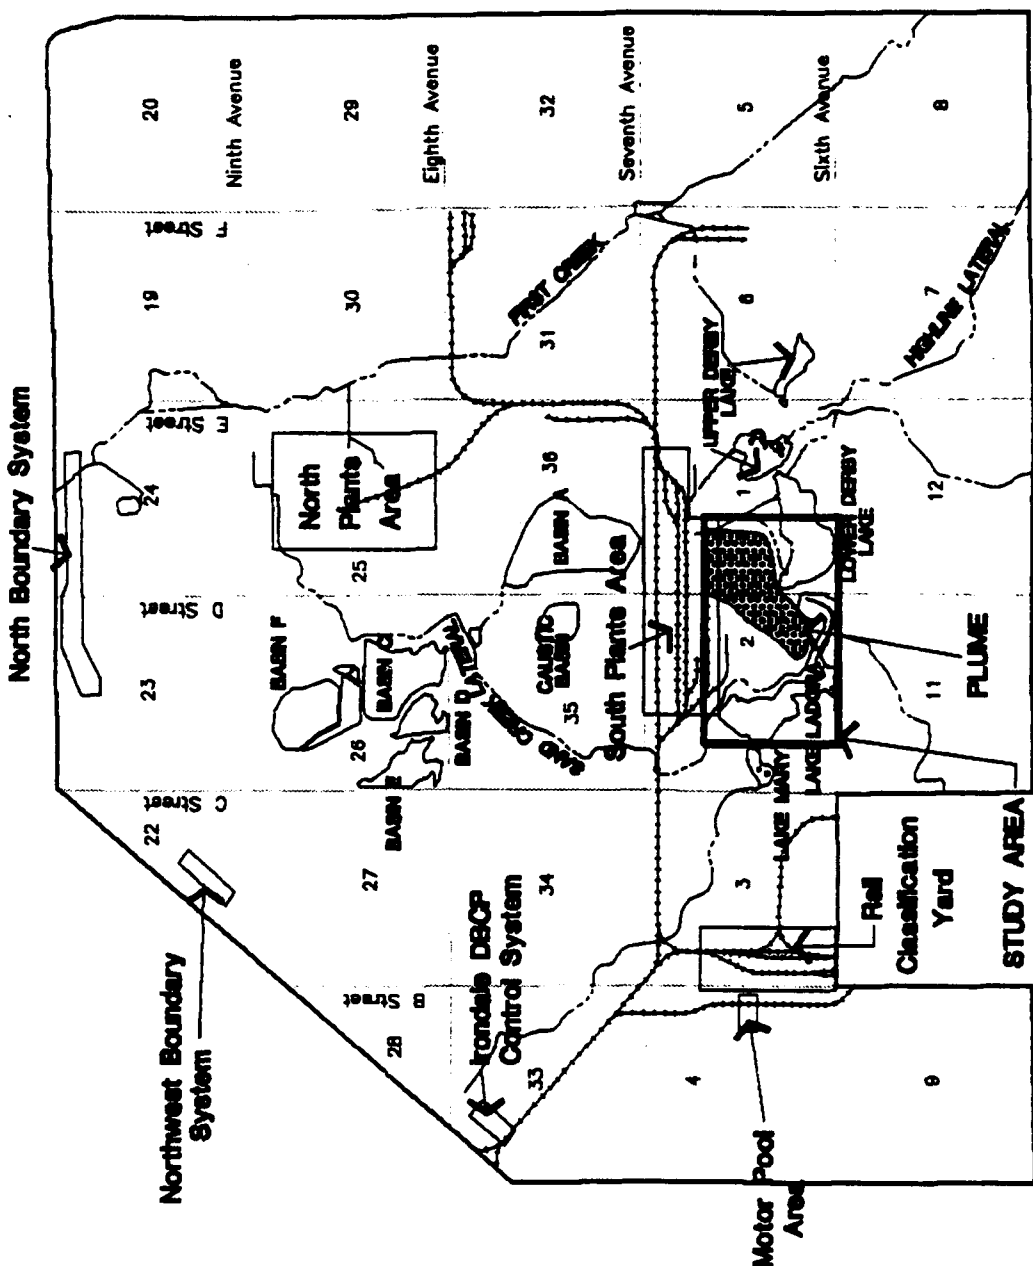 North Boundary System
Northwest Boundary
System
Irondale DBCP
Control System
Motor Pool
Area
Rail
Classification
Yard
STUDY AREA
PLUME
South Plants Area
North
Plants
Area
BASIN A
BASIN C
BASIN D
BASIN E
BASIN F
CAUSTIC
BASIN
SAND CREEK LATERAL
FIRST CREEK
HIGHLINE LATERAL
UPPER DERBY
LAKE
LOWER DERBY
LAKE
LAKE LADORA
LAKE MARY
B Street
C Street
D Street
E Street
F Street
Ninth Avenue
Eighth Avenue
Seventh Avenue
Sixth Avenue
22
23
24
19
20
27
26
25
30
29
28
33
34
35
36
31
32
4
3
2
1
6
5
9
11
12
7
8